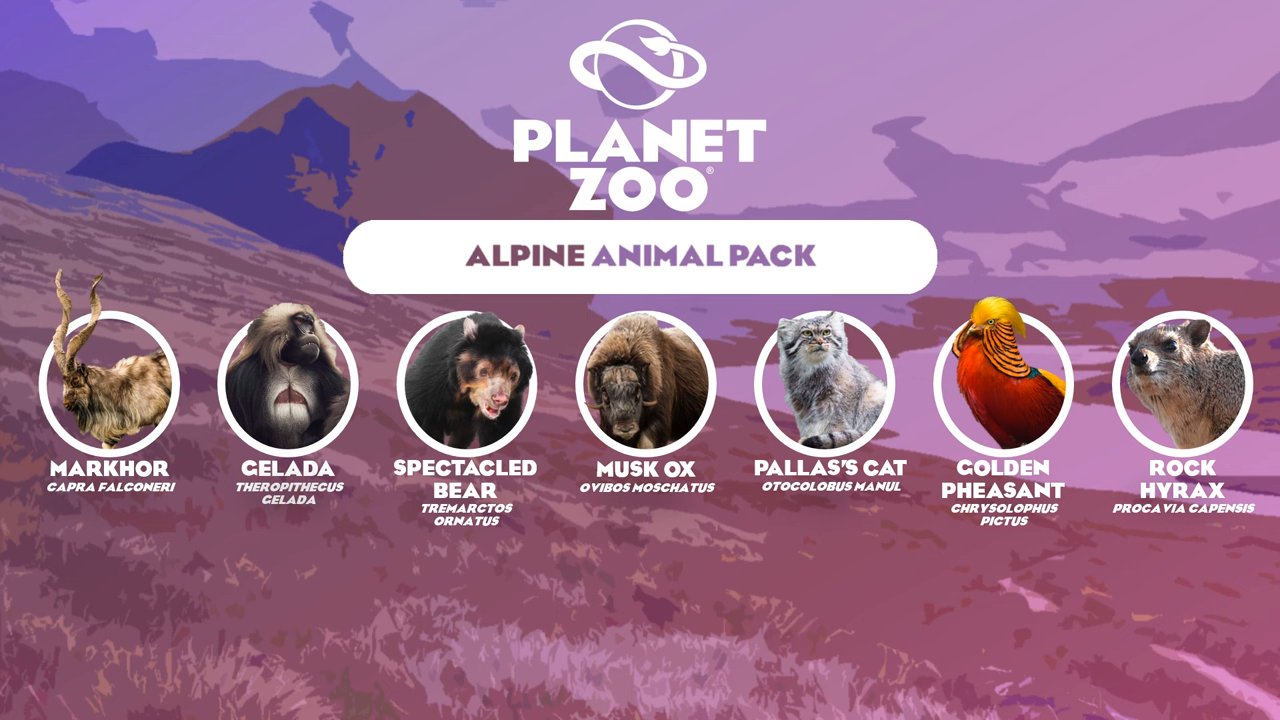 PLANET
ZOO®
ALPINE ANIMAL PACK
MARKHOR
CAPRA FALCONERI
GELADA
THEROPITHECUS
GELADA
SPECTACLED
BEAR
TREMARCTOS
ORNATUS
MUSK OX
OVIBOS MOSCHATUS
PALLAS'S CAT
OTOCOLOBUS MANUL
GOLDEN
PHEASANT
CHRYSOLOPHUS
PICTUS
ROCK
HYRAX
PROCAVIA CAPENSIS